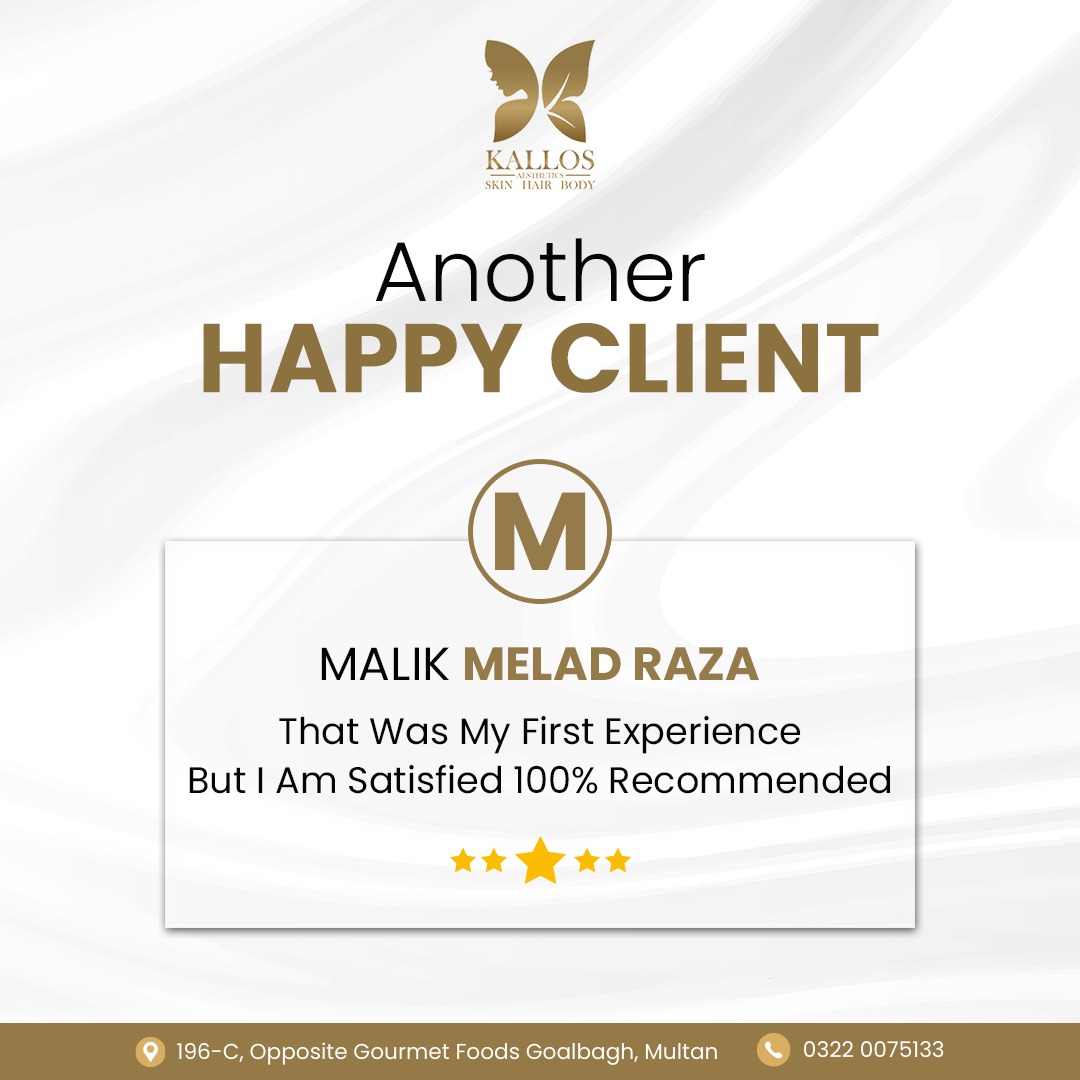 KALLOS
AESTHETICS
SKIN HAIR BODY
Another
HAPPY CLIENT
M
MALIK MELAD RAZA
That Was My First Experience
But I Am Satisfied 100% Recommended
196-C, Opposite Gourmet Foods Goalbagh, Multan
0322 0075133